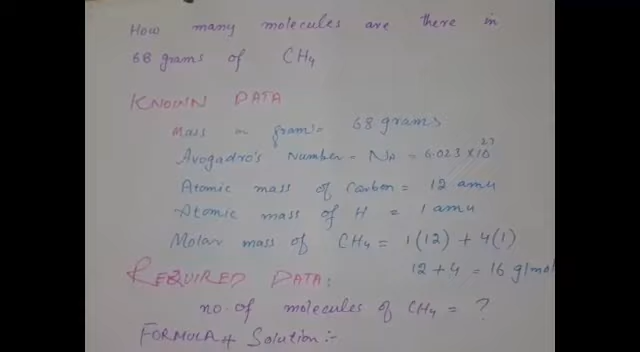 How many molecules are there in
68 grams of CH₄
KNOWN DATA
Mass in grams = 68 grams
Avogadro's Number = NA = 6.023 × 10²³
Atomic mass of Carbon = 12 amu
Atomic mass of H = 1 amu
Molar mass of CH₄ = 1(12) + 4(1)
12 + 4 = 16 g/mol
REQUIRED DATA:
no. of molecules of CH₄ = ?
FORMULA + Solution :-